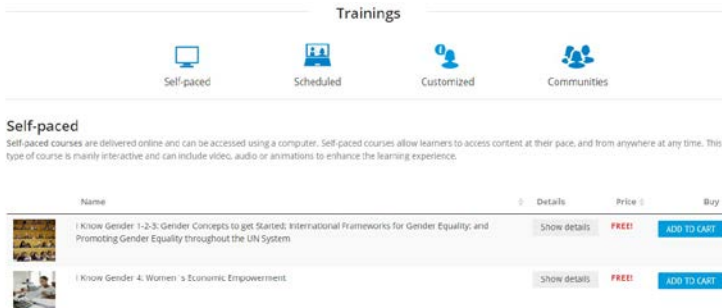 Trainings
Self-paced
Scheduled
Customized
Communities
Self-paced
Self-paced courses are delivered online and can be accessed using a computer. Self-paced courses allow learners to access content at their pace, and from anywhere at any time. This
type of course is mainly interactive and can include video, audio or animations to enhance the learning experience.
Name Details Price Buy
I Know Gender 1-2-3: Gender Concepts to get Started; International Frameworks for Gender Equality; and
Promoting Gender Equality throughout the UN System
Show details FREE! ADD TO CART
I Know Gender 4: Women´s Economic Empowerment
Show details FREE! ADD TO CART